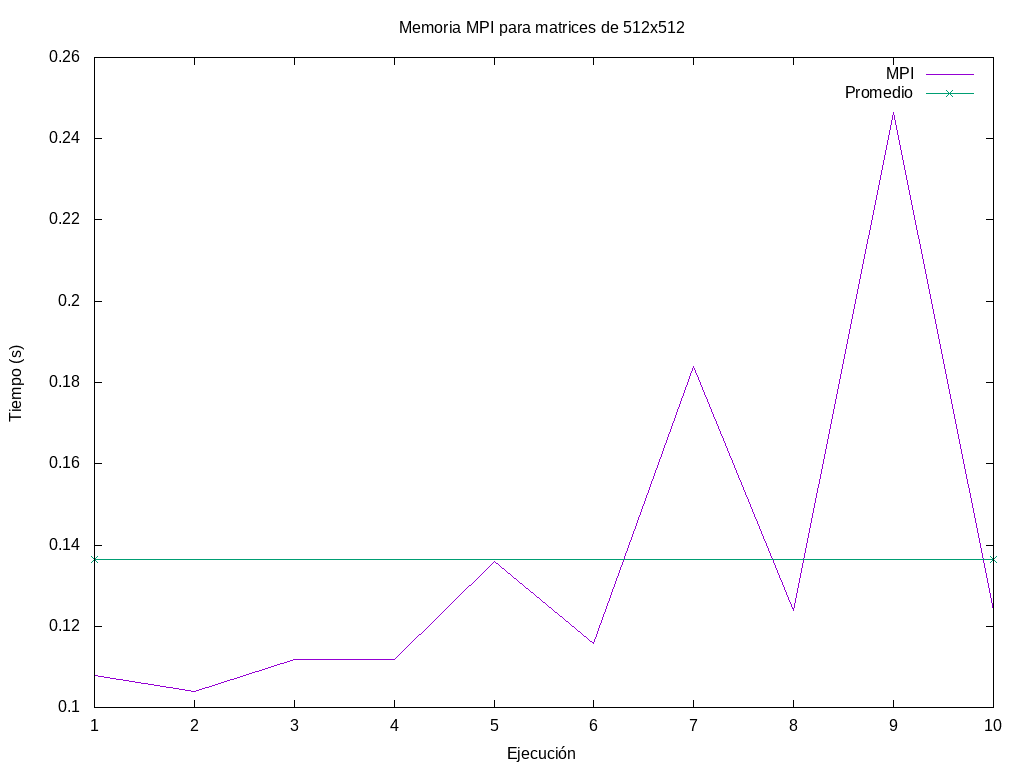 Memoria MPI para matrices de 512x512
MPI
Promedio
0.26
0.24
0.22
0.2
0.18
0.16
0.14
0.12
0.1
Tiempo (s)
1 2 3 4 5 6 7 8 9 10
Ejecución